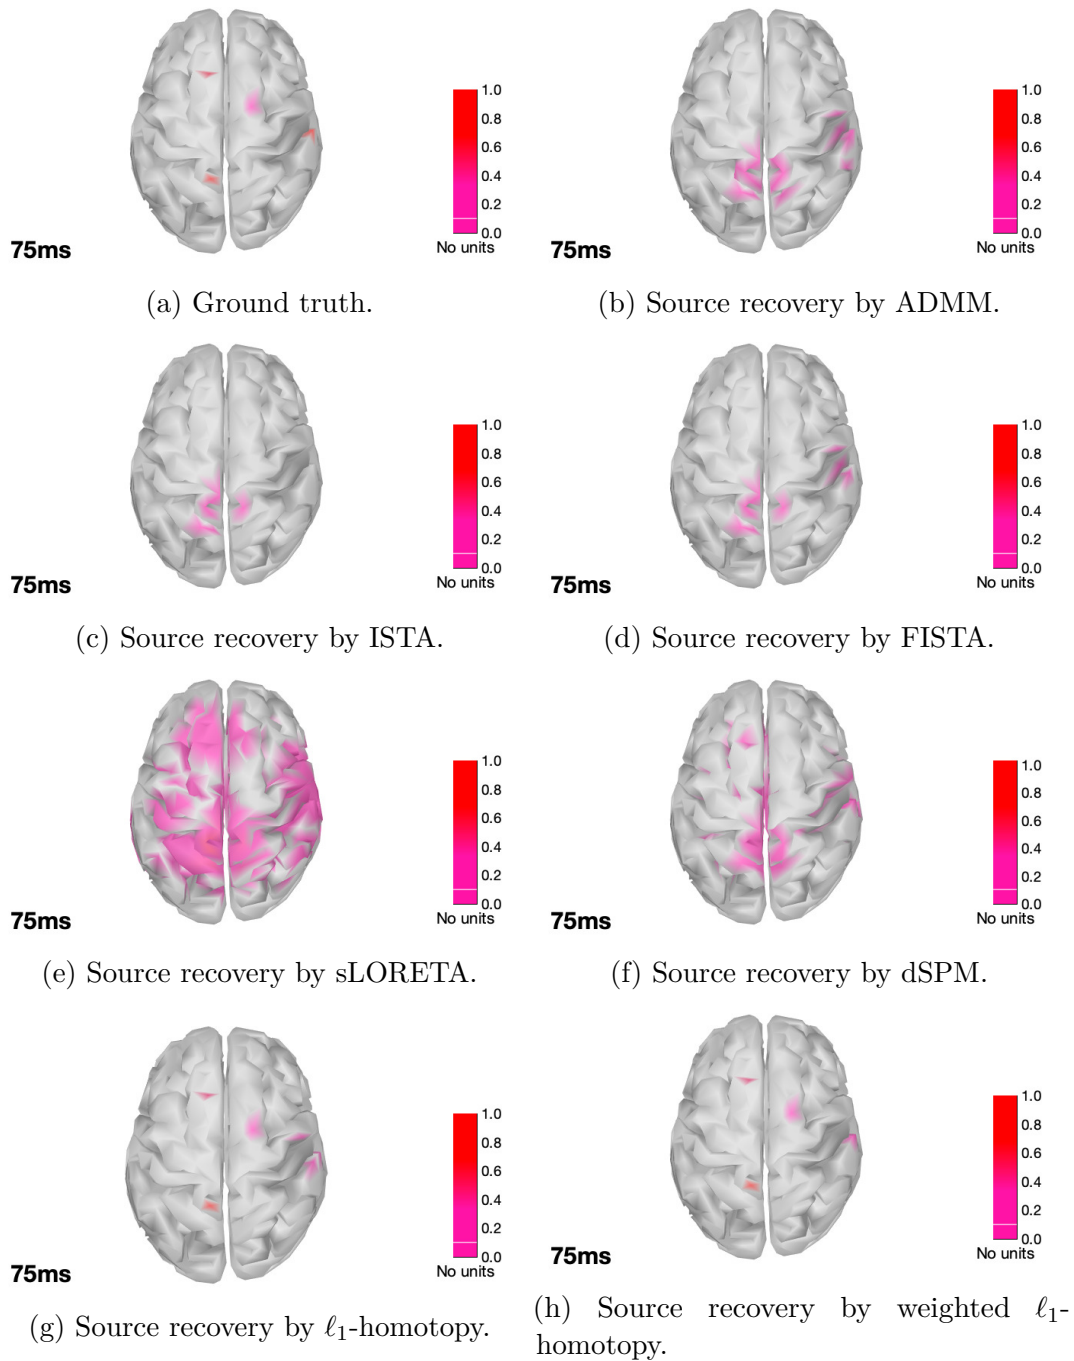 1.0
0.8
0.6
0.4
0.2
0.0
No units
75ms
(a) Ground truth.
1.0
0.8
0.6
0.4
0.2
0.0
No units
75ms
(b) Source recovery by ADMM.
1.0
0.8
0.6
0.4
0.2
0.0
No units
75ms
(c) Source recovery by ISTA.
1.0
0.8
0.6
0.4
0.2
0.0
No units
75ms
(d) Source recovery by FISTA.
1.0
0.8
0.6
0.4
0.2
0.0
No units
75ms
(e) Source recovery by sLORETA.
1.0
0.8
0.6
0.4
0.2
0.0
No units
75ms
(f) Source recovery by dSPM.
1.0
0.8
0.6
0.4
0.2
0.0
No units
75ms
(g) Source recovery by ℓ₁-homotopy.
1.0
0.8
0.6
0.4
0.2
0.0
No units
75ms
(h) Source recovery by weighted ℓ₁-
homotopy.